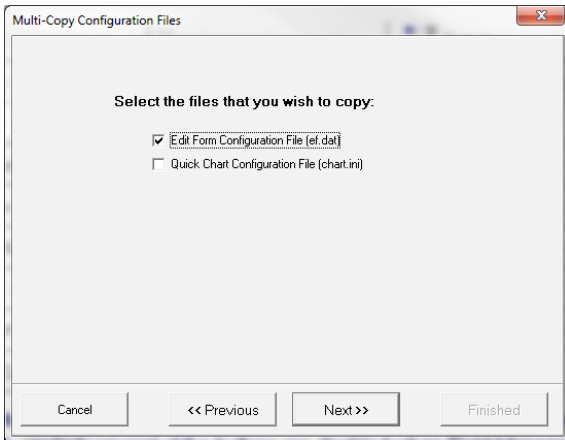 Multi-Copy Configuration Files
Select the files that you wish to copy:
Edit Form Configuration File (ef.dat)
Quick Chart Configuration File (chart.ini)
Cancel
<< Previous
Next >>
Finished